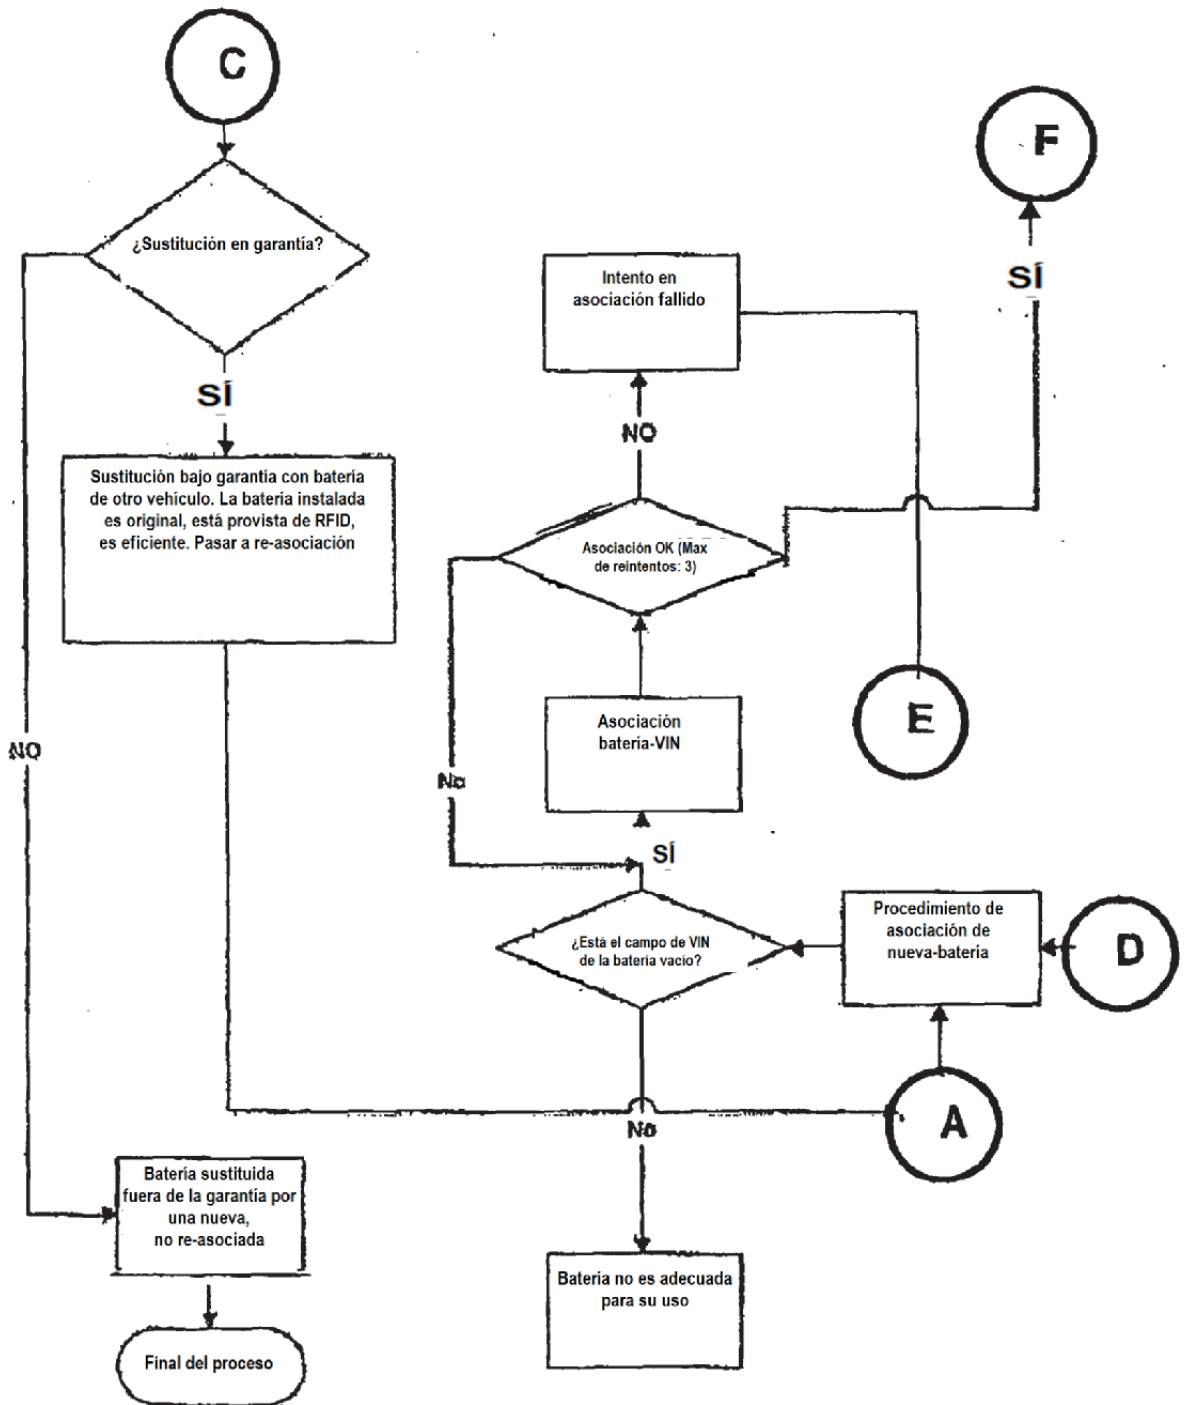 C
¿Sustitución en garantía?
SÍ
Sustitución bajo garantía con batería
de otro vehículo. La batería instalada
es original, está provista de RFID,
es eficiente. Pasar a re-asociación
NO
Batería sustituida
fuera de la garantía por
una nueva,
no re-asociada
Final del proceso
F
SÍ
Intento en
asociación fallido
NO
Asociación OK (Max
de reintentos: 3)
Asociación
batería-VIN
E
No
SÍ
¿Está el campo de VIN
de la batería vacío?
Procedimiento de
asociación de
nueva-batería
D
A
No
Batería no es adecuada
para su uso